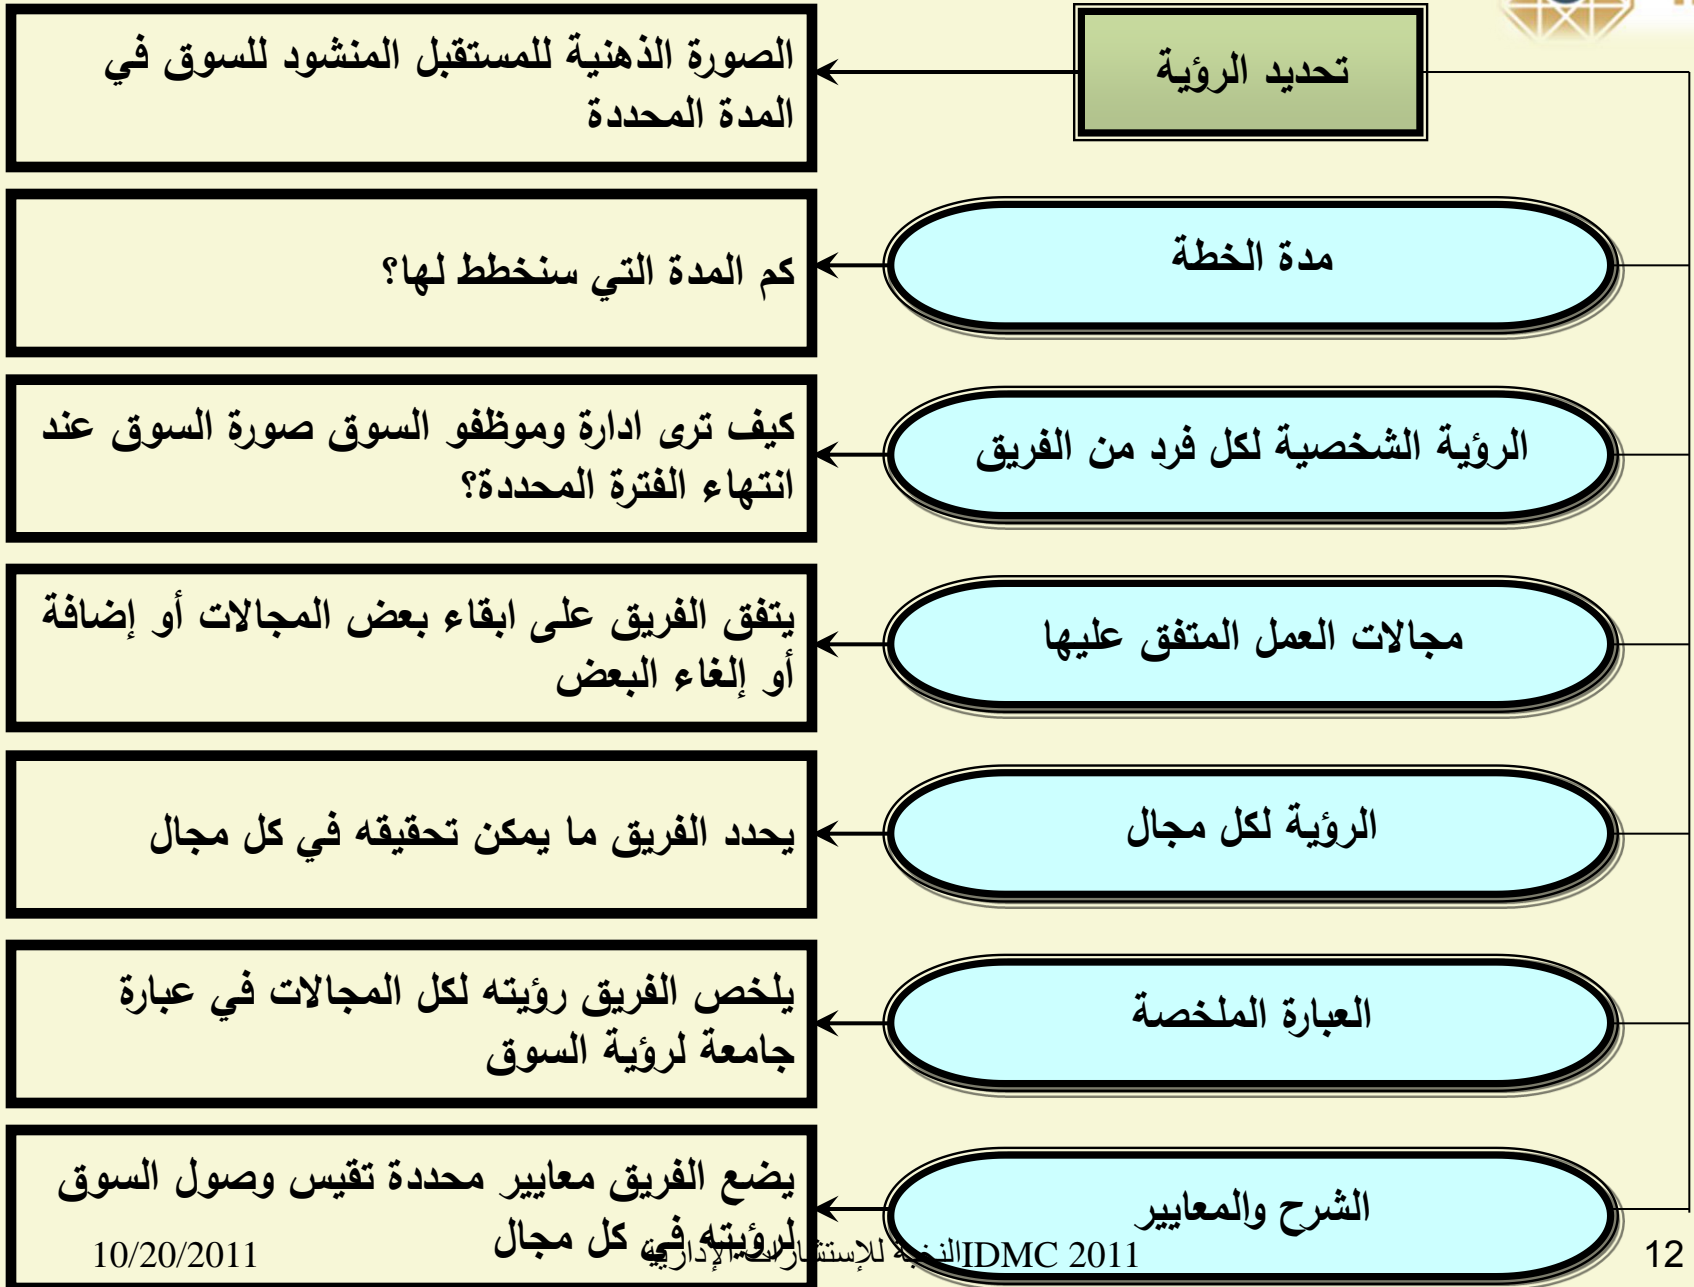 تحديد الرؤية
الصورة الذهنية للمستقبل المنشود للسوق في
المدة المحددة
مدة الخطة
كم المدة التي سنخطط لها؟
الرؤية الشخصية لكل فرد من الفريق
كيف ترى ادارة وموظفو السوق صورة السوق عند
انتهاء الفترة المحددة؟
مجالات العمل المتفق عليها
يتفق الفريق على ابقاء بعض المجالات أو إضافة
أو إلغاء البعض
الرؤية لكل مجال
يحدد الفريق ما يمكن تحقيقه في كل مجال
العبارة الملخصة
يلخص الفريق رؤيته لكل المجالات في عبارة
جامعة لرؤية السوق
الشرح والمعايير
يضع الفريق معايير محددة تقيس وصول السوق
لرؤيته في كل مجال
12
النخبة للإستشارات الإدارية IDMC 2011
10/20/2011